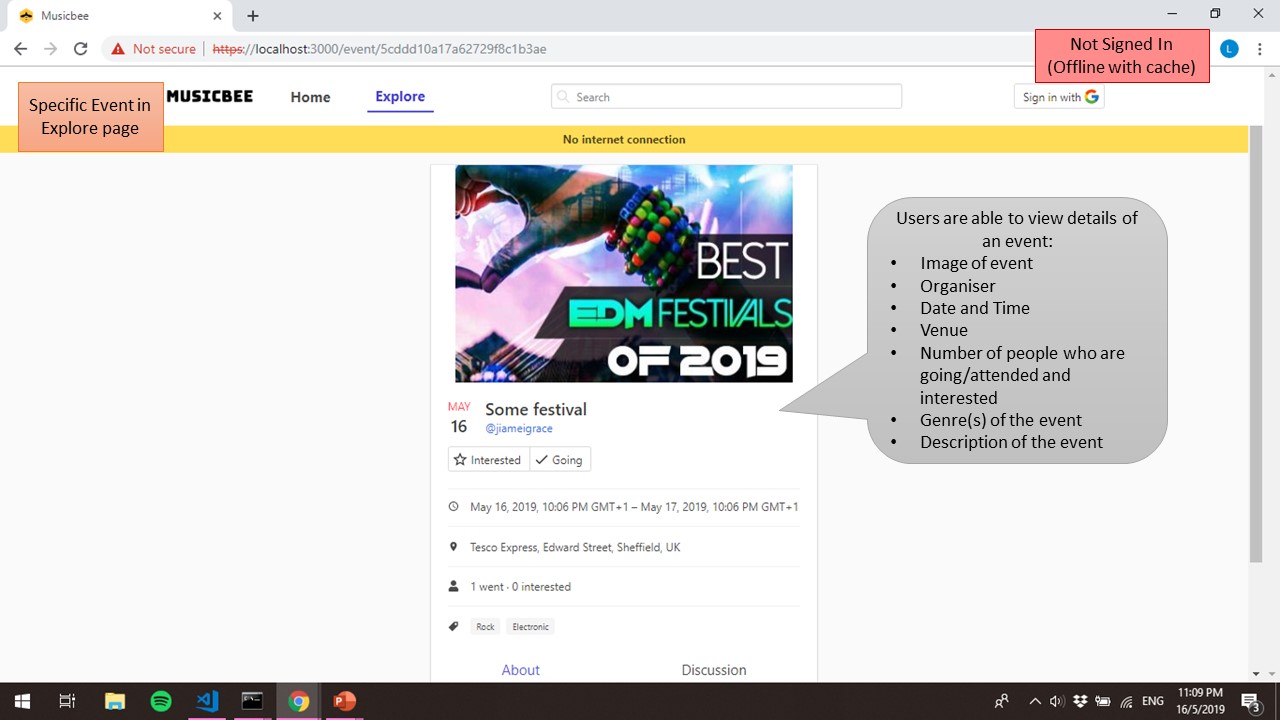 Musicbee
Not secure
https://localhost:3000/event/5cddd10a17a62729f8c1b3ae
L
Not Signed In
(Offline with cache)
Specific Event in
Explore page
MUSICBEE
Home
Explore
Search
Sign in with
No internet connection
BEST
EDM FESTIVALS
OF 2019
Users are able to view details of
an event:
• Image of event
• Organiser
• Date and Time
• Venue
• Number of people who are
going/attended and
interested
• Genre(s) of the event
• Description of the event
MAY
16
Some festival
@jiameigrace
Interested
Going
May 16, 2019, 10:06 PM GMT+1 – May 17, 2019, 10:06 PM GMT+1
Tesco Express, Edward Street, Sheffield, UK
1 went · 0 interested
Rock Electronic
About Discussion
ENG
11:09 PM
16/5/2019
3